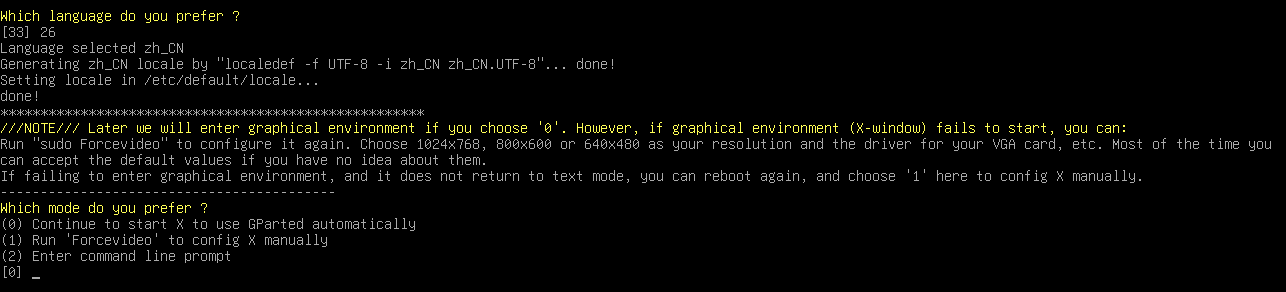 Which language do you prefer ?
[33] 26
Language selected zh_CN
Generating zh_CN locale by "localedef -f UTF-8 -i zh_CN zh_CN.UTF-8"... done!
Setting locale in /etc/default/locale...
done!
*****************************************************
///NOTE/// Later we will enter graphical environment if you choose '0'. However, if graphical environment (X-window) fails to start, you can:
Run "sudo Forcevideo" to configure it again. Choose 1024x768, 800x600 or 640x480 as your resolution and the driver for your VGA card, etc. Most of the time you
can accept the default values if you have no idea about them.
If failing to enter graphical environment, and it does not return to text mode, you can reboot again, and choose '1' here to config X manually.
------------------------------------------
Which mode do you prefer ?
(0) Continue to start X to use GParted automatically
(1) Run 'Forcevideo' to config X manually
(2) Enter command line prompt
[0] _